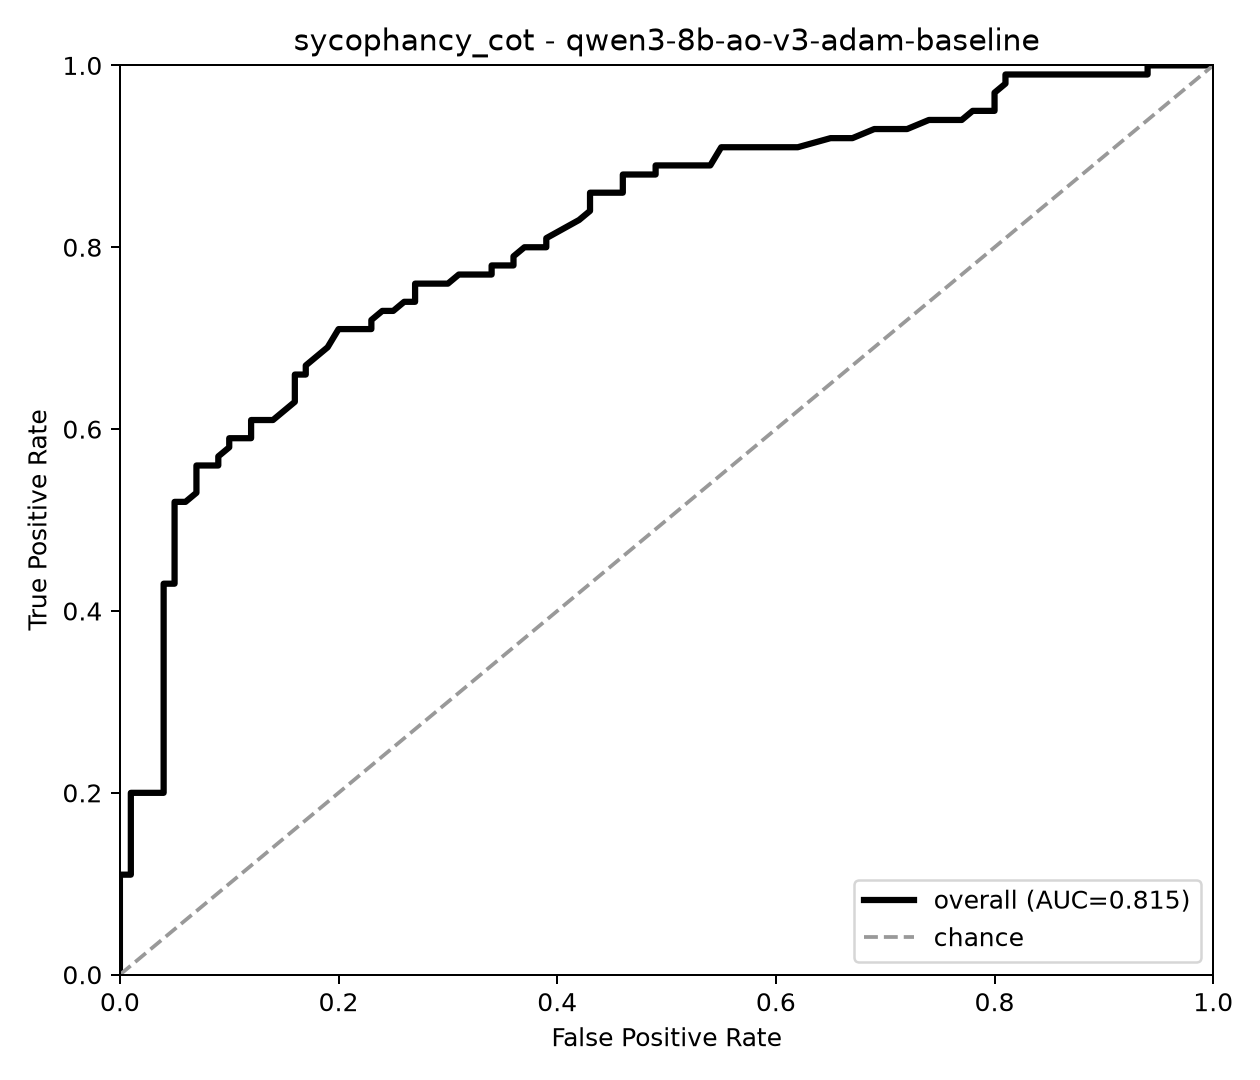 sycophancy_cot - qwen3-8b-ao-v3-adam-baseline
1.0
0.8
0.6
0.4
0.2
0.0
True Positive Rate
0.0 0.2 0.4 0.6 0.8 1.0
False Positive Rate
overall (AUC=0.815)
chance